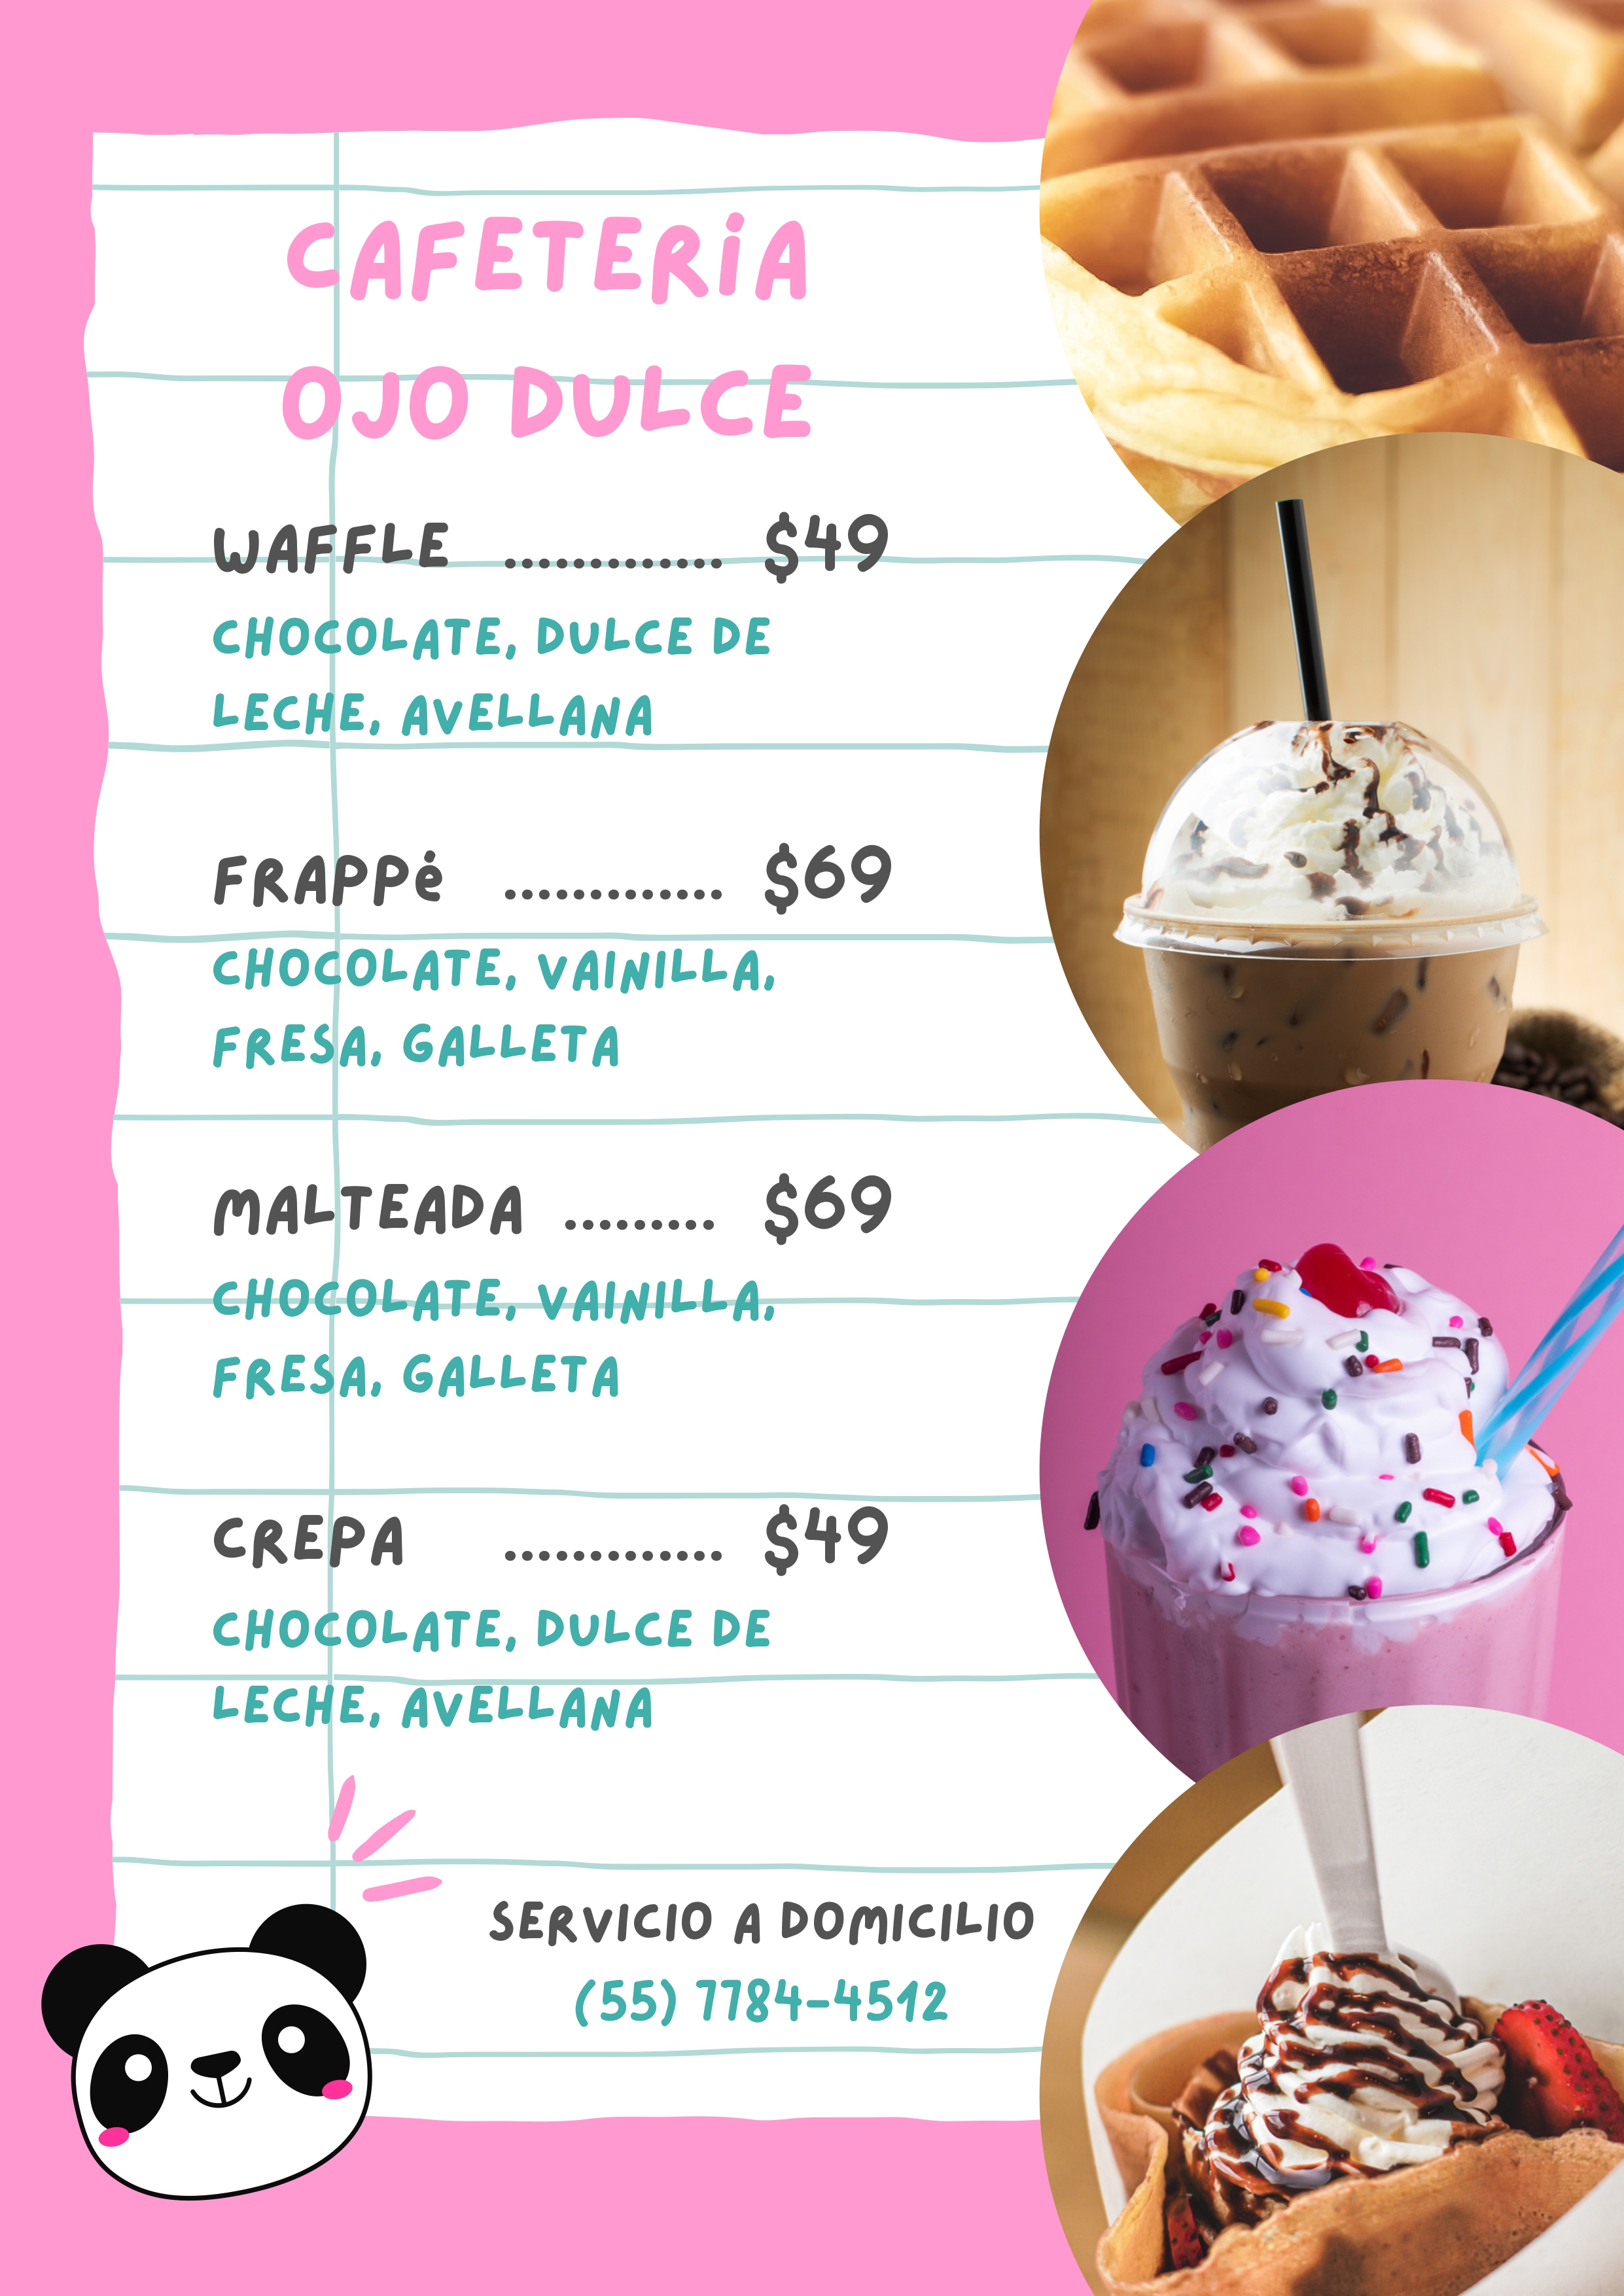 CAFETERÍA
OJO DULCE
WAFFLE ............. $49
CHOCOLATE, DULCE DE
LECHE, AVELLANA
FRAPPé ............. $69
CHOCOLATE, VAINILLA,
FRESA, GALLETA
MALTEADA ......... $69
CHOCOLATE, VAINILLA,
FRESA, GALLETA
CREPA ............. $49
CHOCOLATE, DULCE DE
LECHE, AVELLANA
SERVICIO A DOMICILIO
(55) 7784-4512